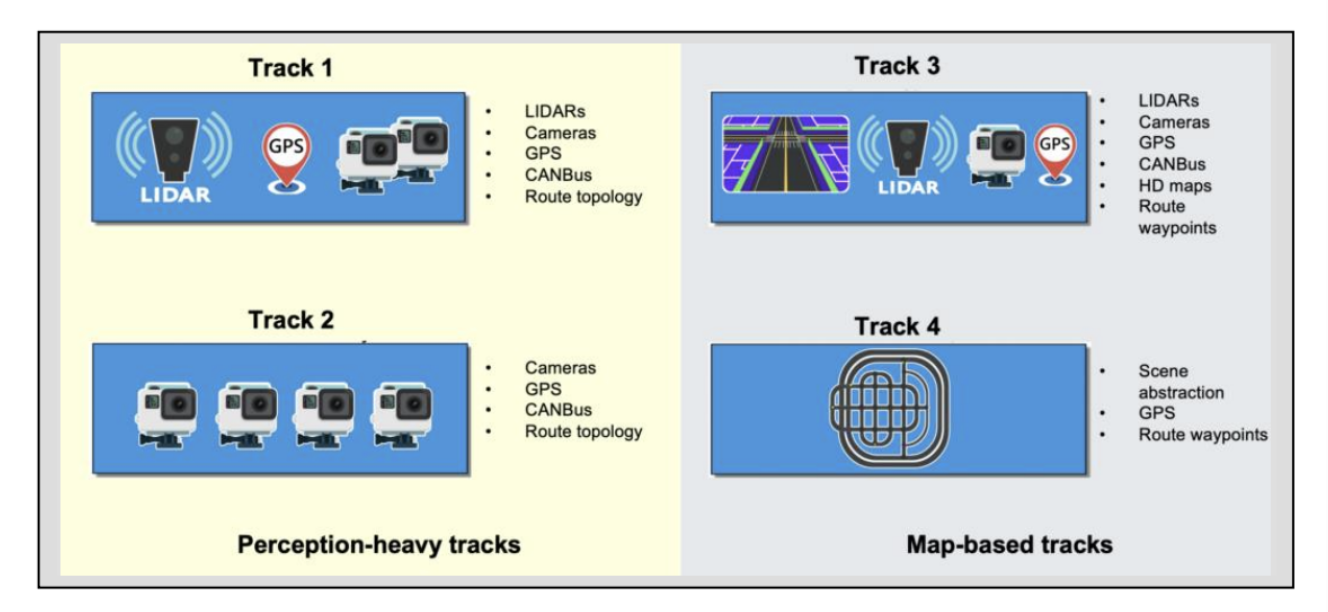 Track 1
LIDAR
GPS
• LIDARs
• Cameras
• GPS
• CANBus
• Route topology
Track 2
• Cameras
• GPS
• CANBus
• Route topology
Perception-heavy tracks
Track 3
LIDAR
GPS
• LIDARs
• Cameras
• GPS
• CANBus
• HD maps
• Route
waypoints
Track 4
• Scene
abstraction
• GPS
• Route waypoints
Map-based tracks